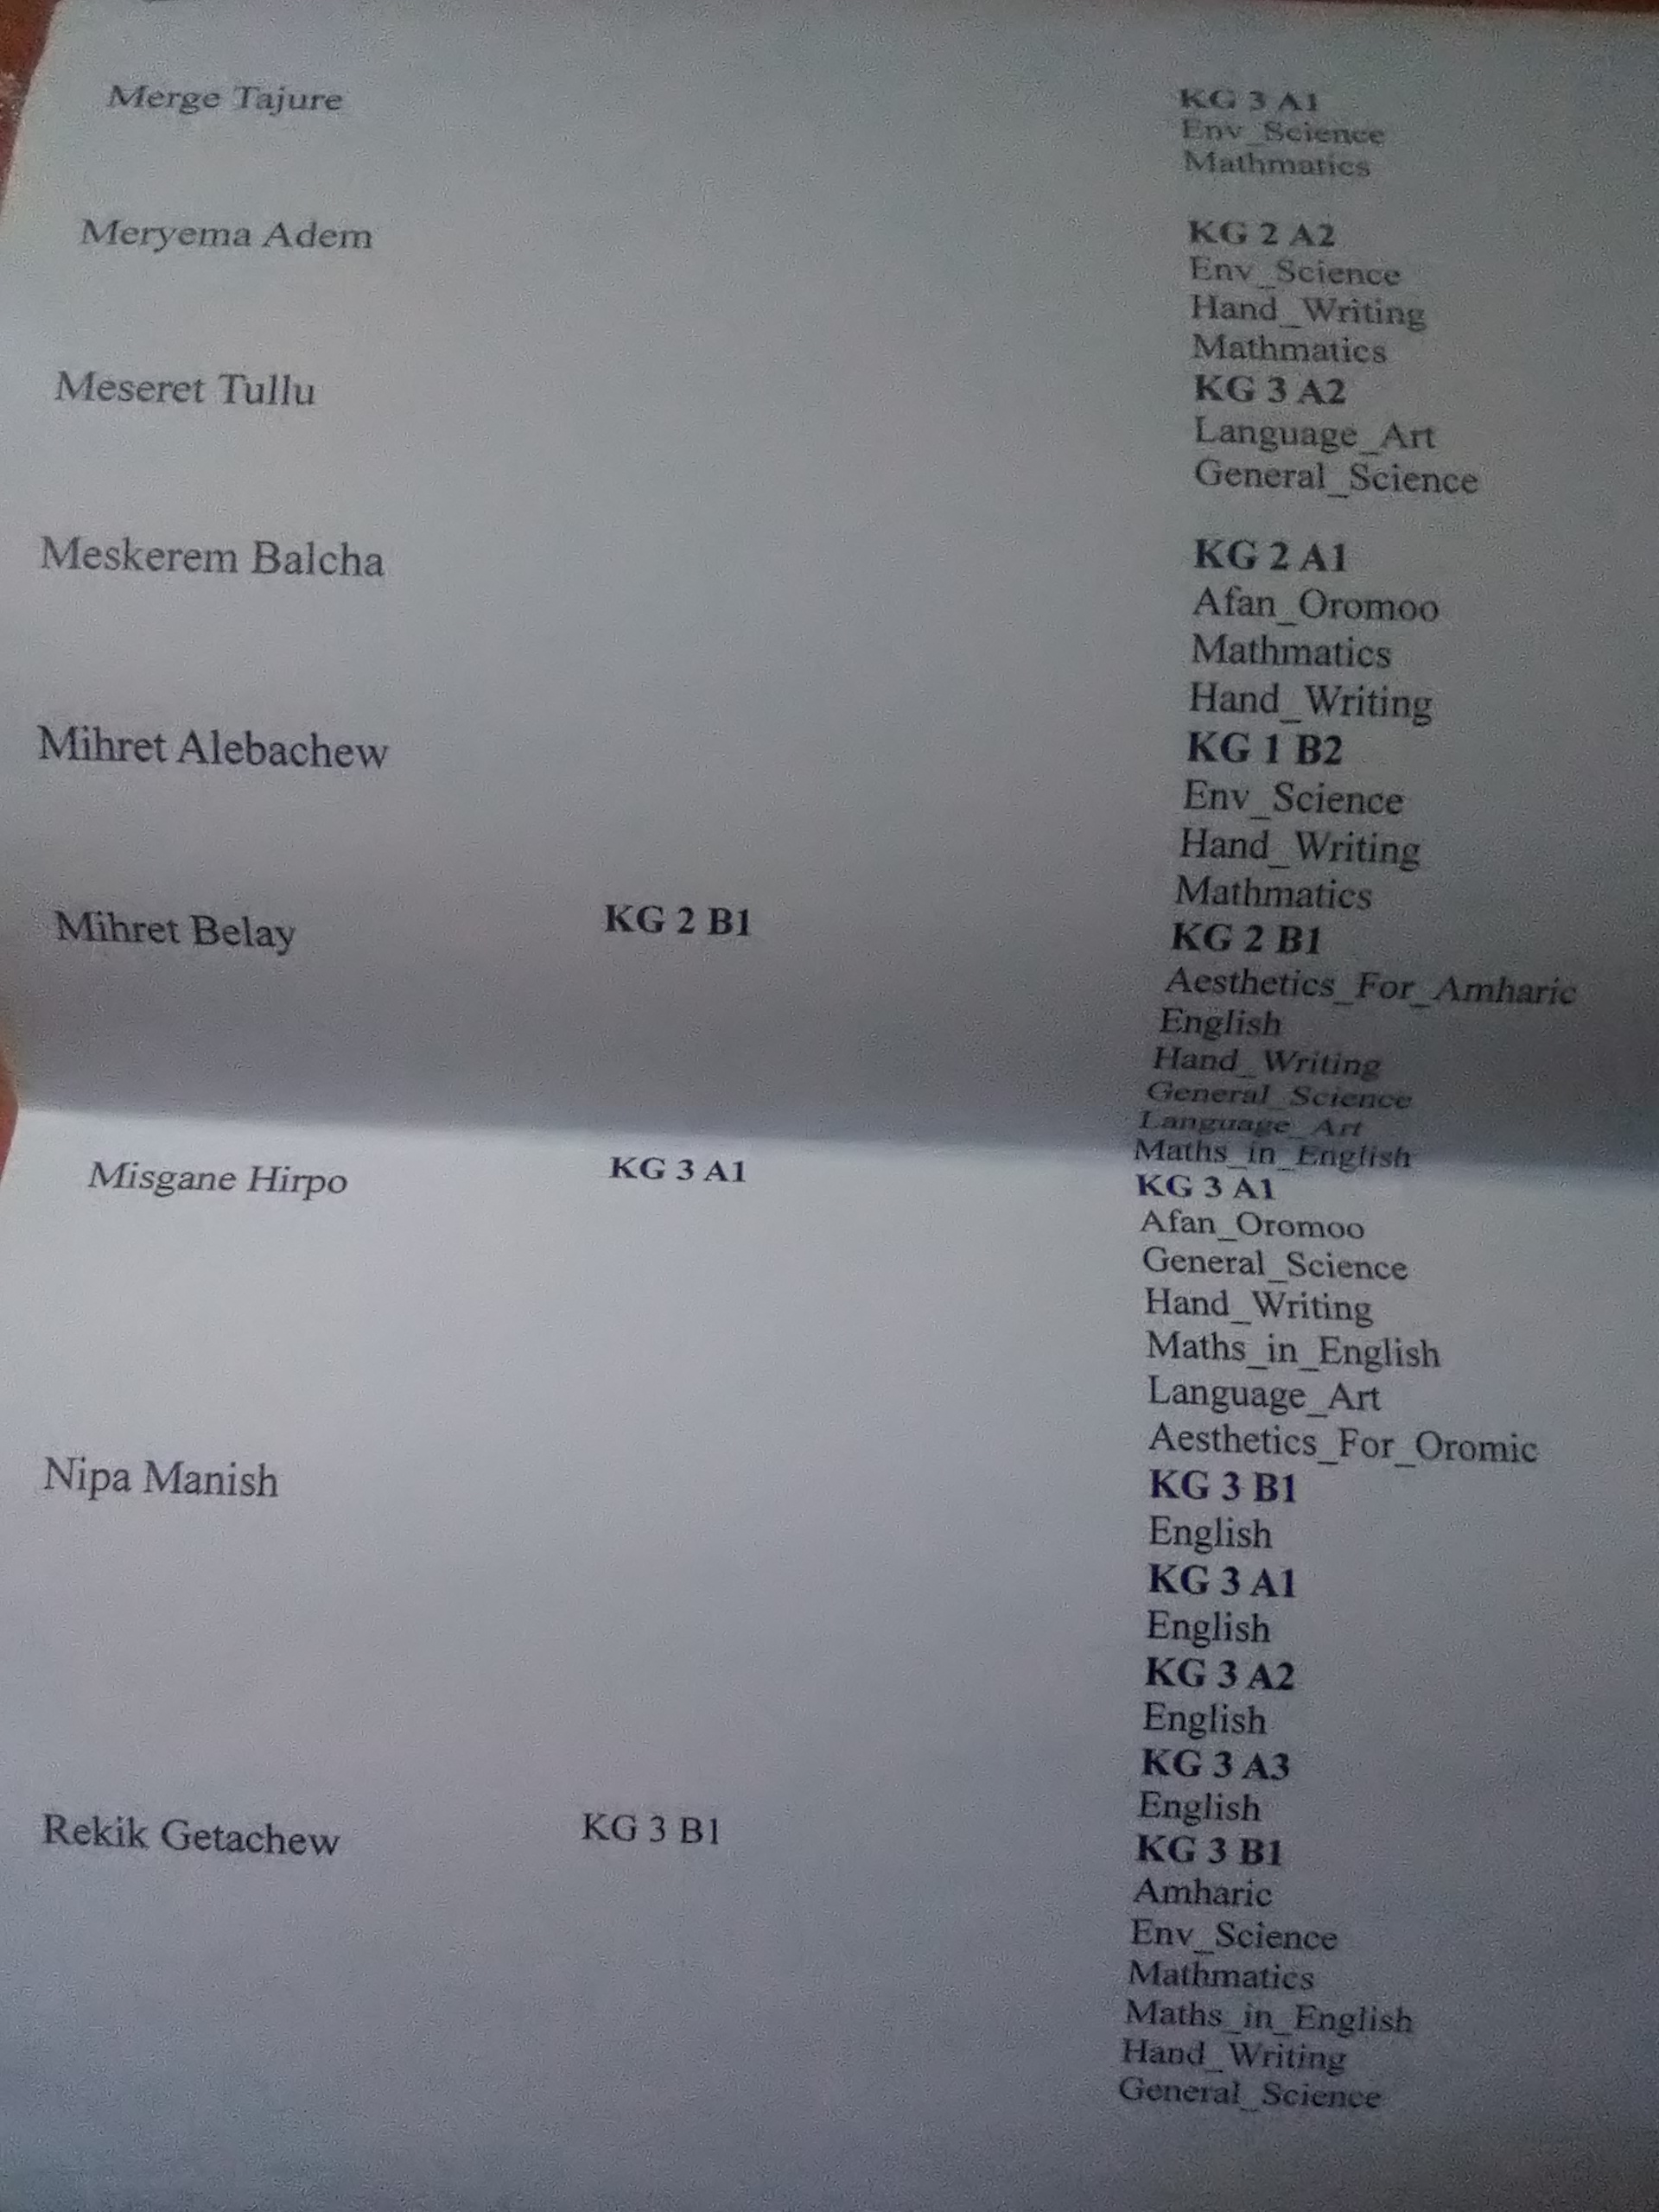 Merge Tajure KG 3 A1
Env_Science
Mathmatics
Meryema Adem KG 2 A2
Env_Science
Hand_Writing
Mathmatics
Meseret Tullu KG 3 A2
Language_Art
General_Science
Meskerem Balcha KG 2 A1
Afan_Oromoo
Mathmatics
Hand_Writing
Mihret Alebachew KG 1 B2
Env_Science
Hand_Writing
Mathmatics
Mihret Belay KG 2 B1 KG 2 B1
Aesthetics_For_Amharic
English
Hand_Writing
General_Science
Language_Art
Maths_in_English
Misgane Hirpo KG 3 A1 KG 3 A1
Afan_Oromoo
General_Science
Hand_Writing
Maths_in_English
Language_Art
Aesthetics_For_Oromic
Nipa Manish KG 3 B1
English
KG 3 A1
English
KG 3 A2
English
KG 3 A3
English
Rekik Getachew KG 3 B1 KG 3 B1
Amharic
Env_Science
Mathmatics
Maths_in_English
Hand_Writing
General_Science